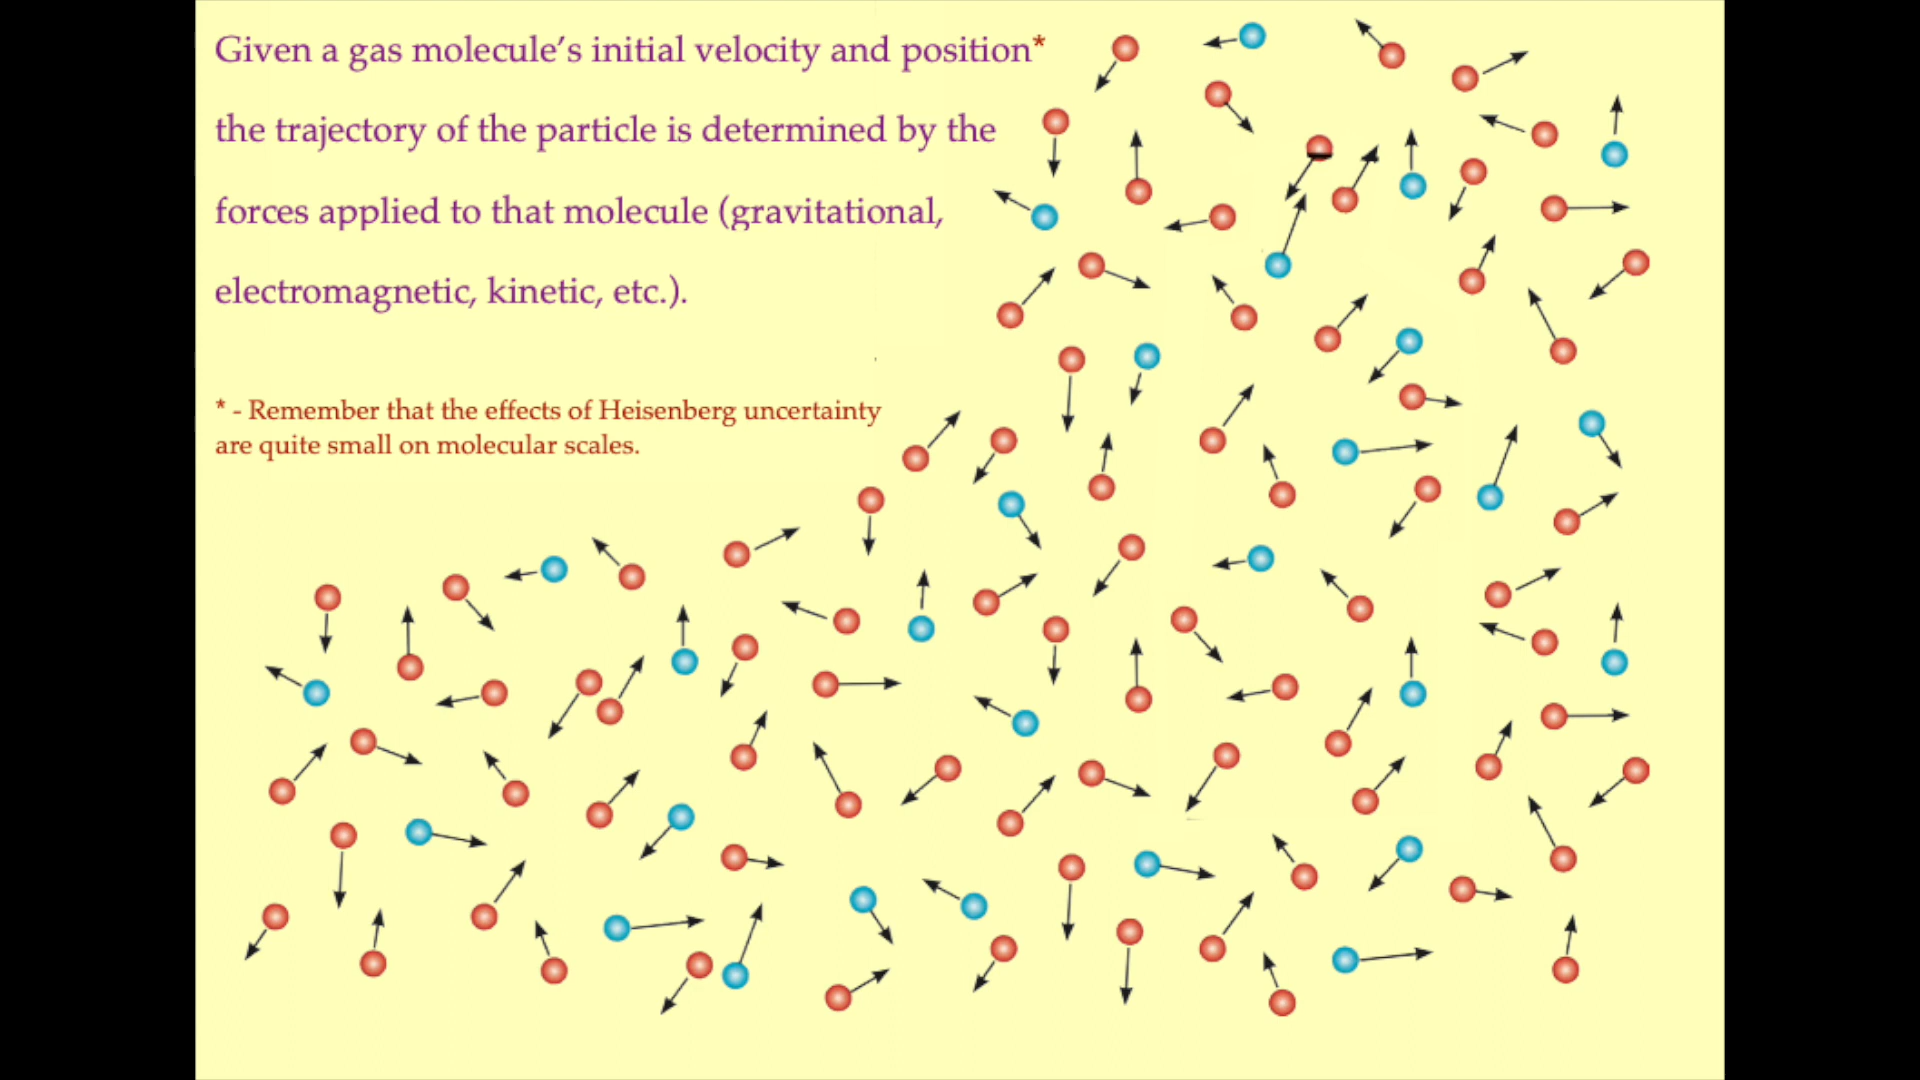 Given a gas molecule's initial velocity and position*
the trajectory of the particle is determined by the
forces applied to that molecule (gravitational,
electromagnetic, kinetic, etc.).
* - Remember that the effects of Heisenberg uncertainty
are quite small on molecular scales.